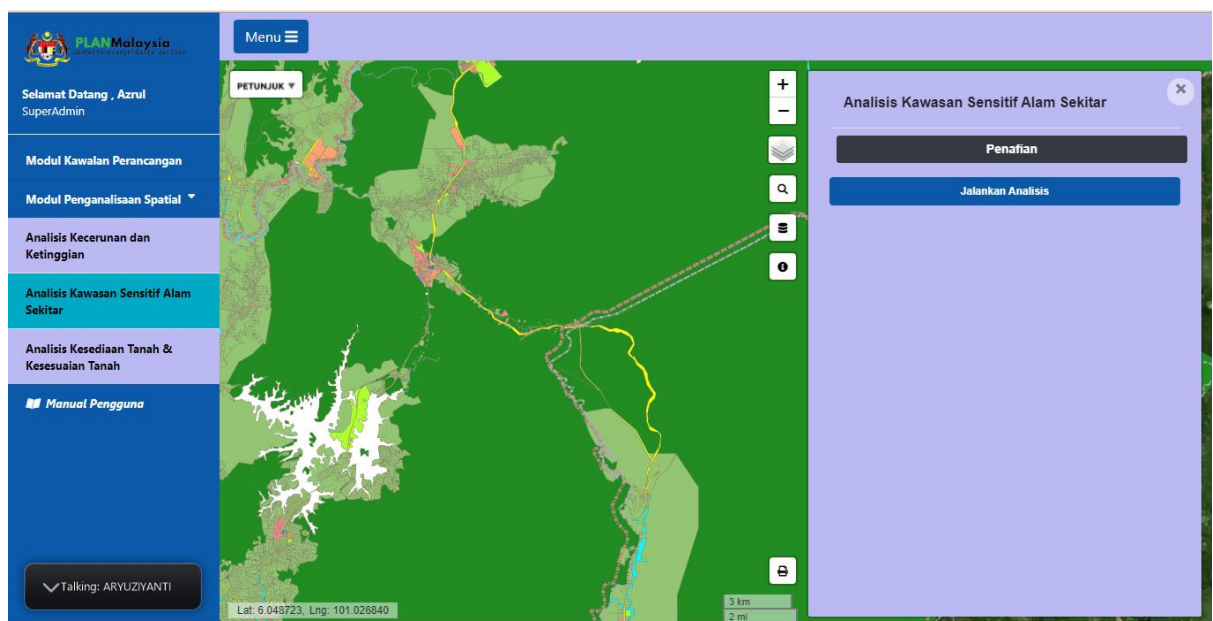 PLANMalaysia
Menu
Selamat Datang , Azrul
SuperAdmin
Modul Kawalan Perancangan
Modul Penganalisaan Spatial
Analisis Kecerunan dan
Ketinggian
Analisis Kawasan Sensitif Alam
Sekitar
Analisis Kesediaan Tanah &
Kesesuaian Tanah
Manual Pengguna
Talking: ARYUZIYANTI
PETUNJUK ▼
+
−
Lat: 6.048723, Lng: 101.026840
3 km
2 mi
Analisis Kawasan Sensitif Alam Sekitar
×
Penafian
Jalankan Analisis